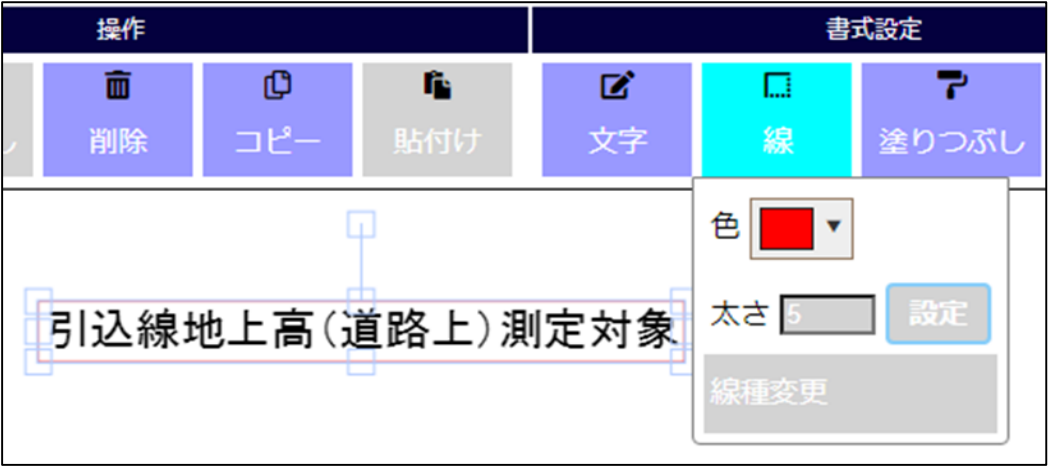 操作
書式設定
し
削除
コピー
貼付け
文字
線
塗りつぶし
色
引込線地上高(道路上)測定対象
太さ 5 設定
線種変更